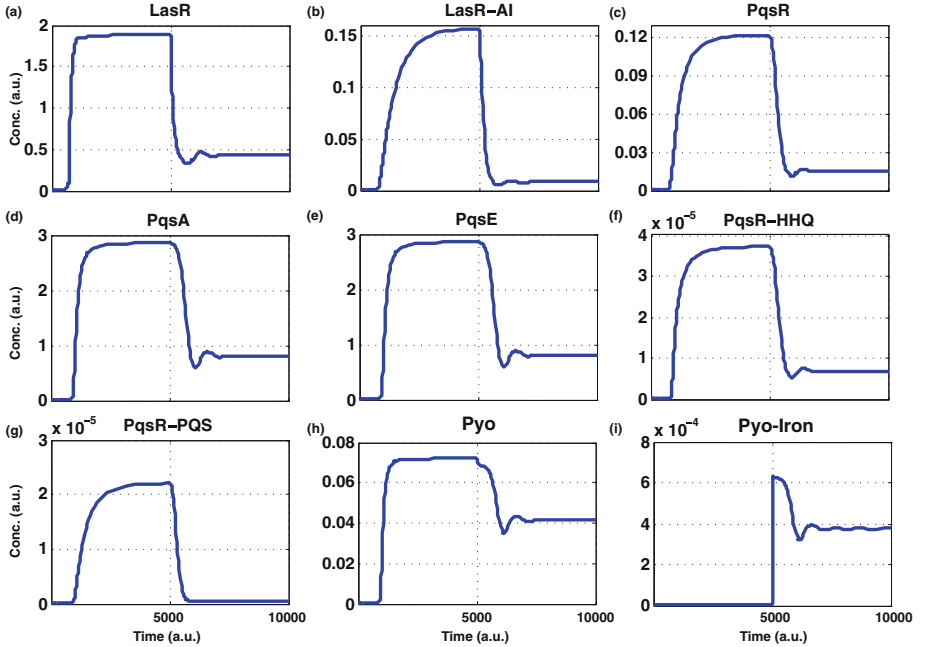 (a) LasR
Conc. (a.u.)
2
1.5
1
0.5
0
(b) LasR−AI
0.15
0.1
0.05
0
(c) PqsR
0.12
0.09
0.06
0.03
0
(d) PqsA
Conc. (a.u.)
3
2
1
0
(e) PqsE
3
2
1
0
(f) x 10⁻⁵ PqsR−HHQ
4
3
2
1
0
(g) x 10⁻⁵ PqsR−PQS
Conc. (a.u.)
3
2
1
0
5000 10000
Time (a.u.)
(h) Pyo
0.08
0.06
0.04
0.02
0
5000 10000
Time (a.u.)
(i) x 10⁻⁴ Pyo-Iron
8
6
4
2
0
5000 10000
Time (a.u.)